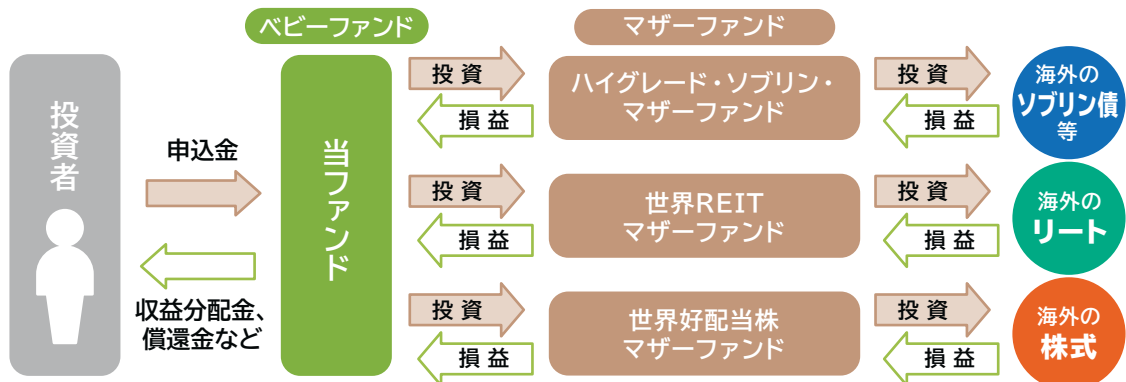 ベビーファンド
マザーファンド
投資者
申込金
収益分配金、
償還金など
当ファンド
投資
損益
ハイグレード・ソブリン・
マザーファンド
投資
損益
海外の
ソブリン債
等
投資
損益
世界REIT
マザーファンド
投資
損益
海外の
リート
投資
損益
世界好配当株
マザーファンド
投資
損益
海外の
株式